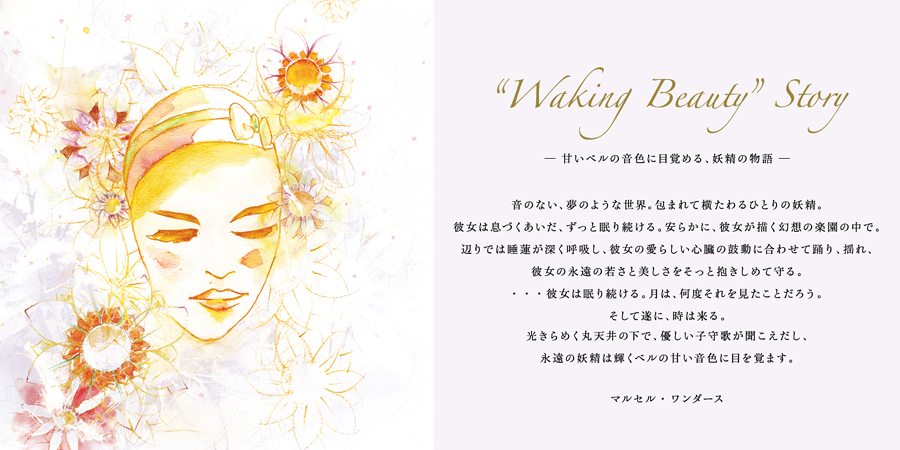 “Waking Beauty” Story
― 甘いベルの音色に目覚める、妖精の物語 ―
音のない、夢のような世界。包まれて横たわるひとりの妖精。
彼女は息づくあいだ、ずっと眠り続ける。安らかに、彼女が描く幻想の楽園の中で。
辺りでは睡蓮が深く呼吸し、彼女の愛らしい心臓の鼓動に合わせて踊り、揺れ、
彼女の永遠の若さと美しさをそっと抱きしめて守る。
・・・彼女は眠り続ける。月は、何度それを見たことだろう。
そして遂に、時は来る。
光きらめく丸天井の下で、優しい子守歌が聞こえだし、
永遠の妖精は輝くベルの甘い音色に目を覚ます。
マルセル・ワンダース